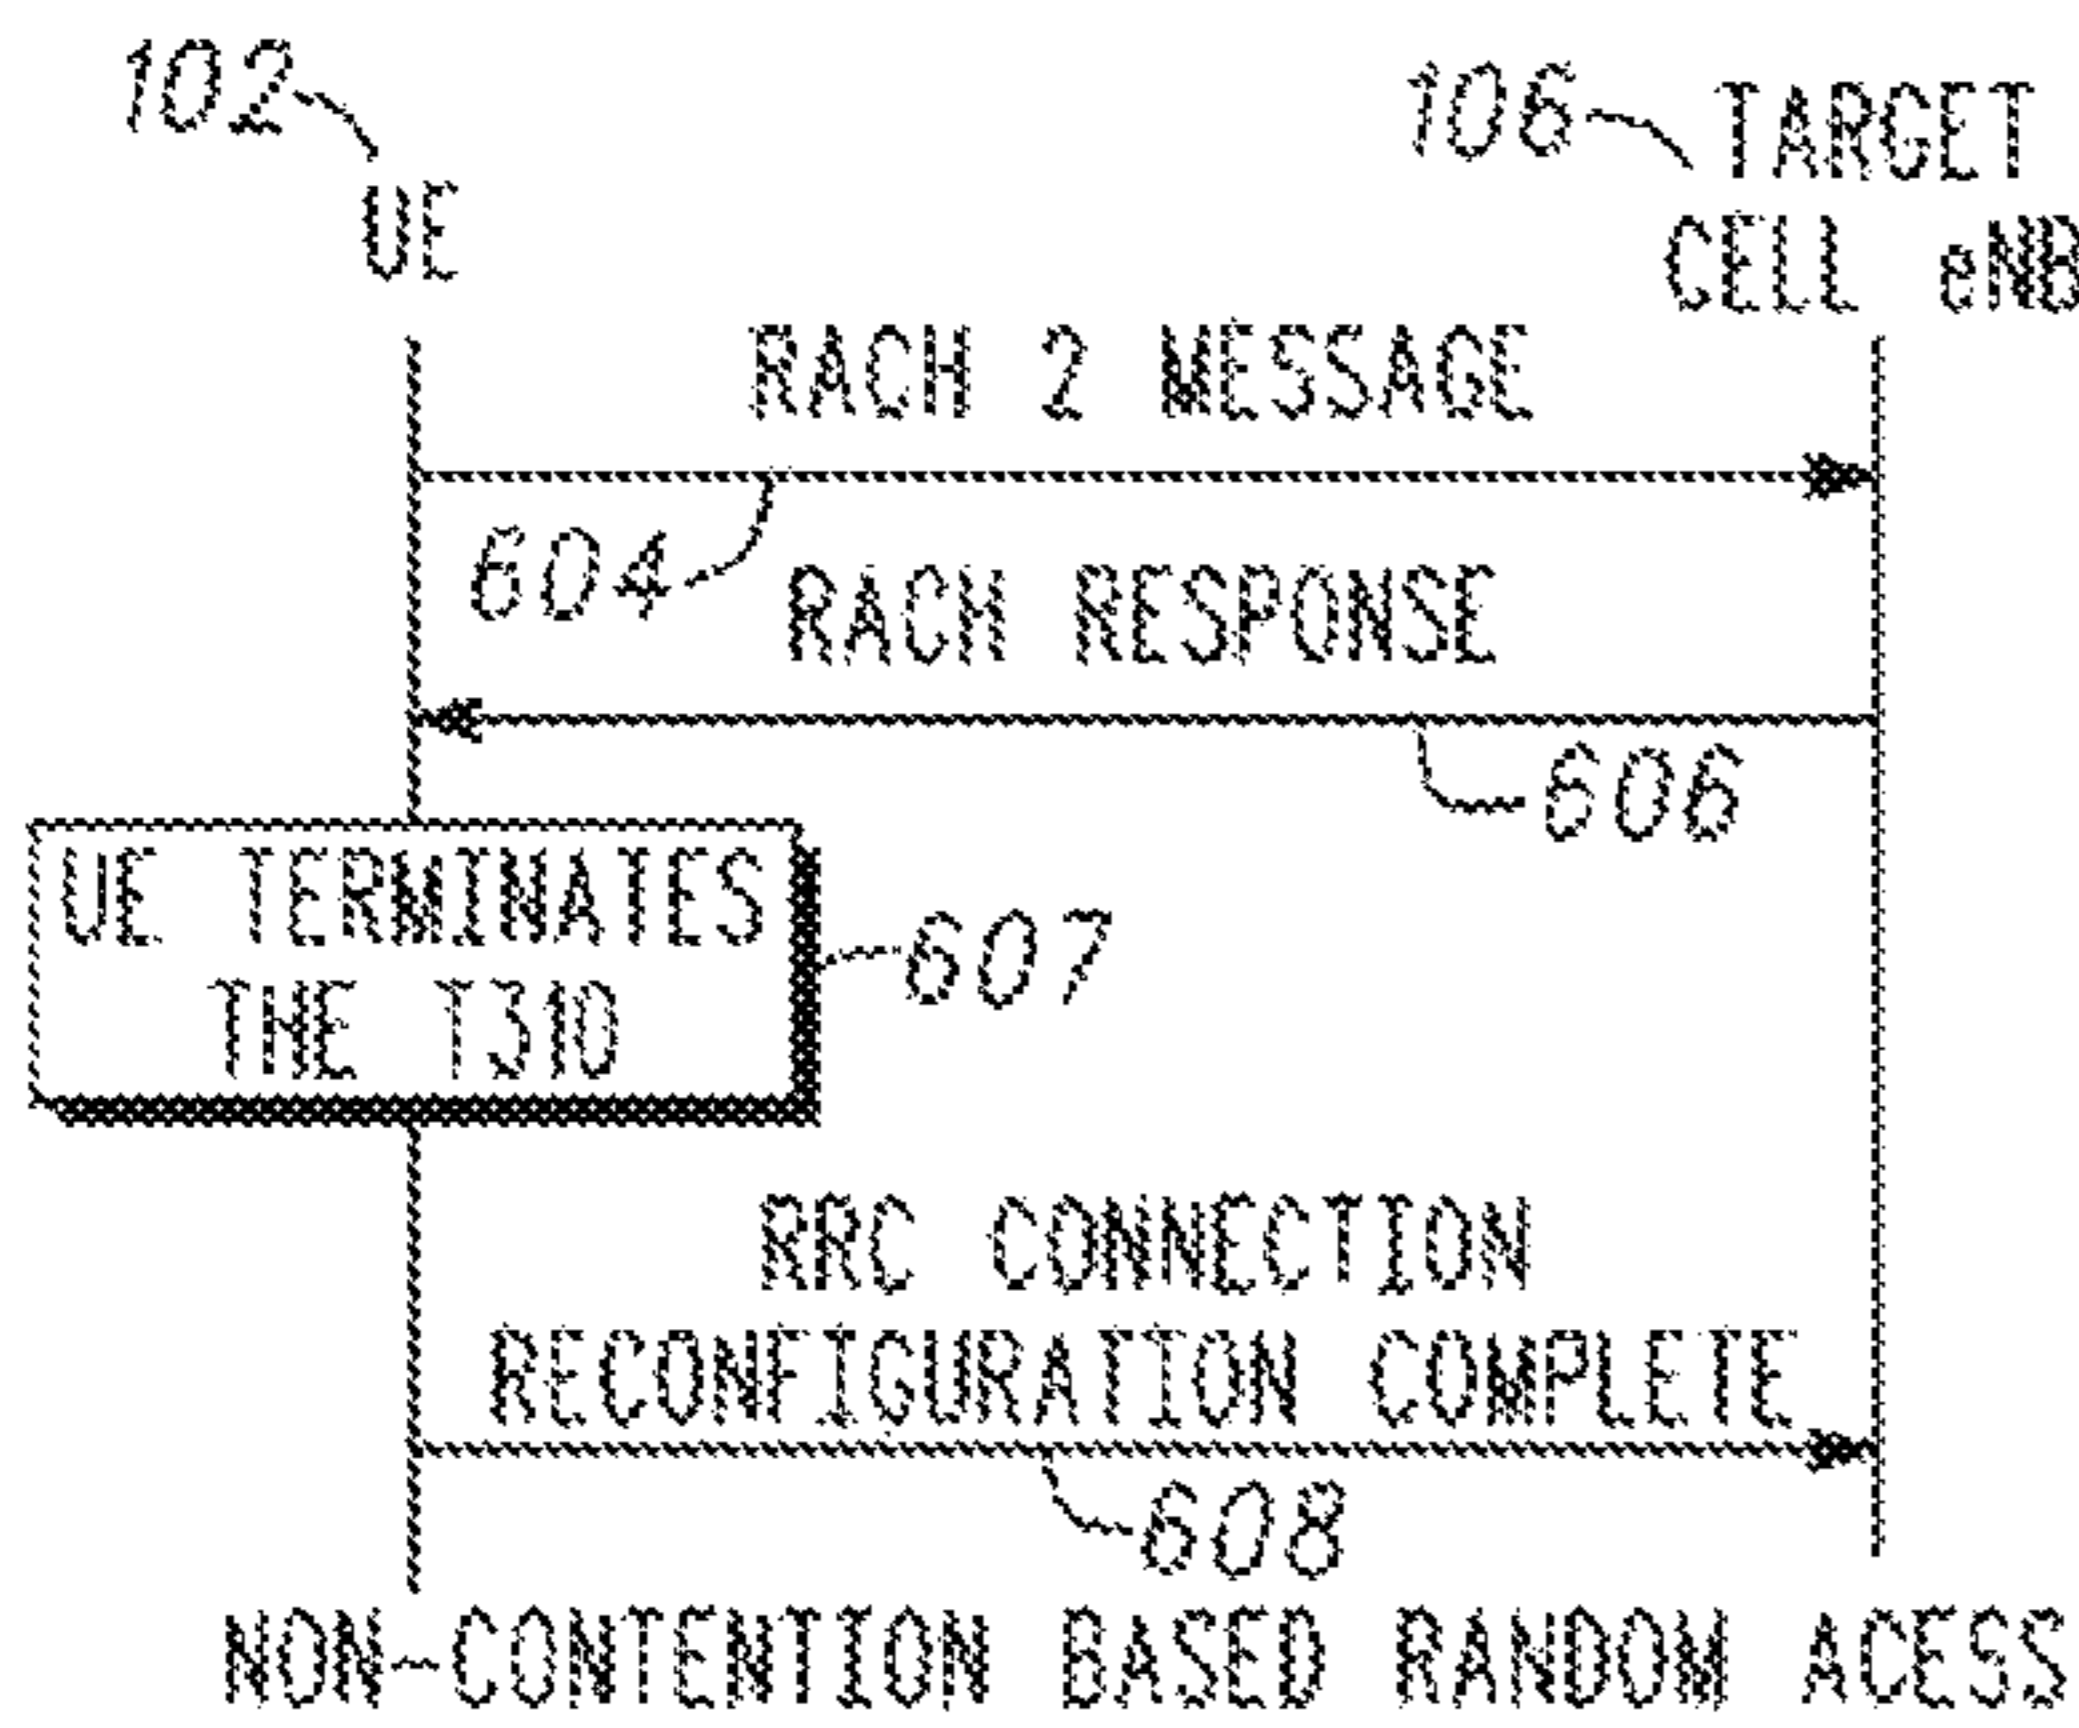 102
UE
106
TARGET
CELL eNB
RACH 2 MESSAGE
604
RACH RESPONSE
606
UE TERMINATES
THE T310
607
RRC CONNECTION
RECONFIGURATION COMPLETE
608
NON-CONTENTION BASED RANDOM ACESS